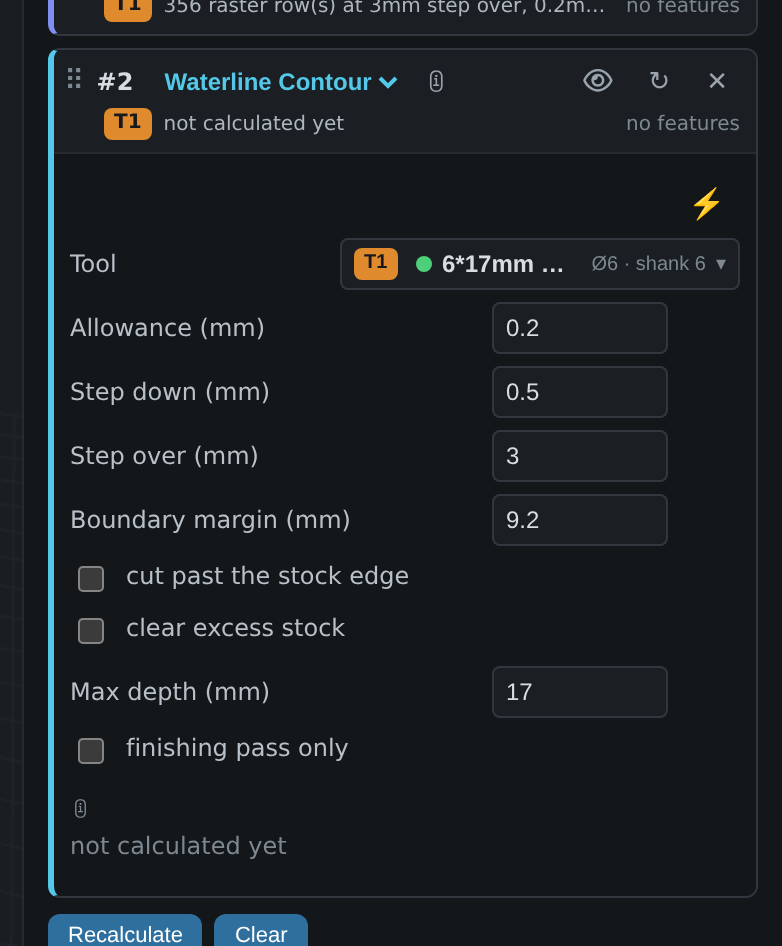 T1 356 raster row(s) at 3mm step over, 0.2m... no features
#2 Waterline Contour
T1 not calculated yet no features
Tool T1 6*17mm ... Ø6 · shank 6
Allowance (mm) 0.2
Step down (mm) 0.5
Step over (mm) 3
Boundary margin (mm) 9.2
cut past the stock edge
clear excess stock
Max depth (mm) 17
finishing pass only
not calculated yet
Recalculate Clear